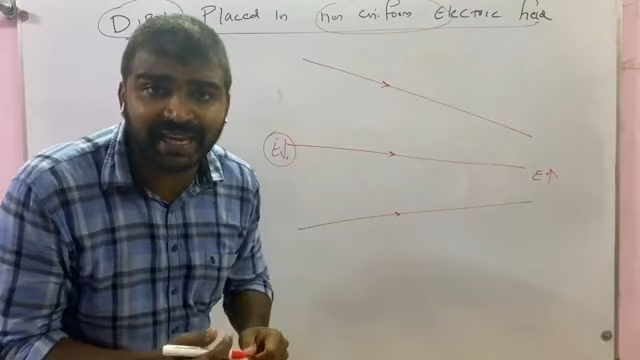 Placed In non uniform Electric field
E↓
E↑